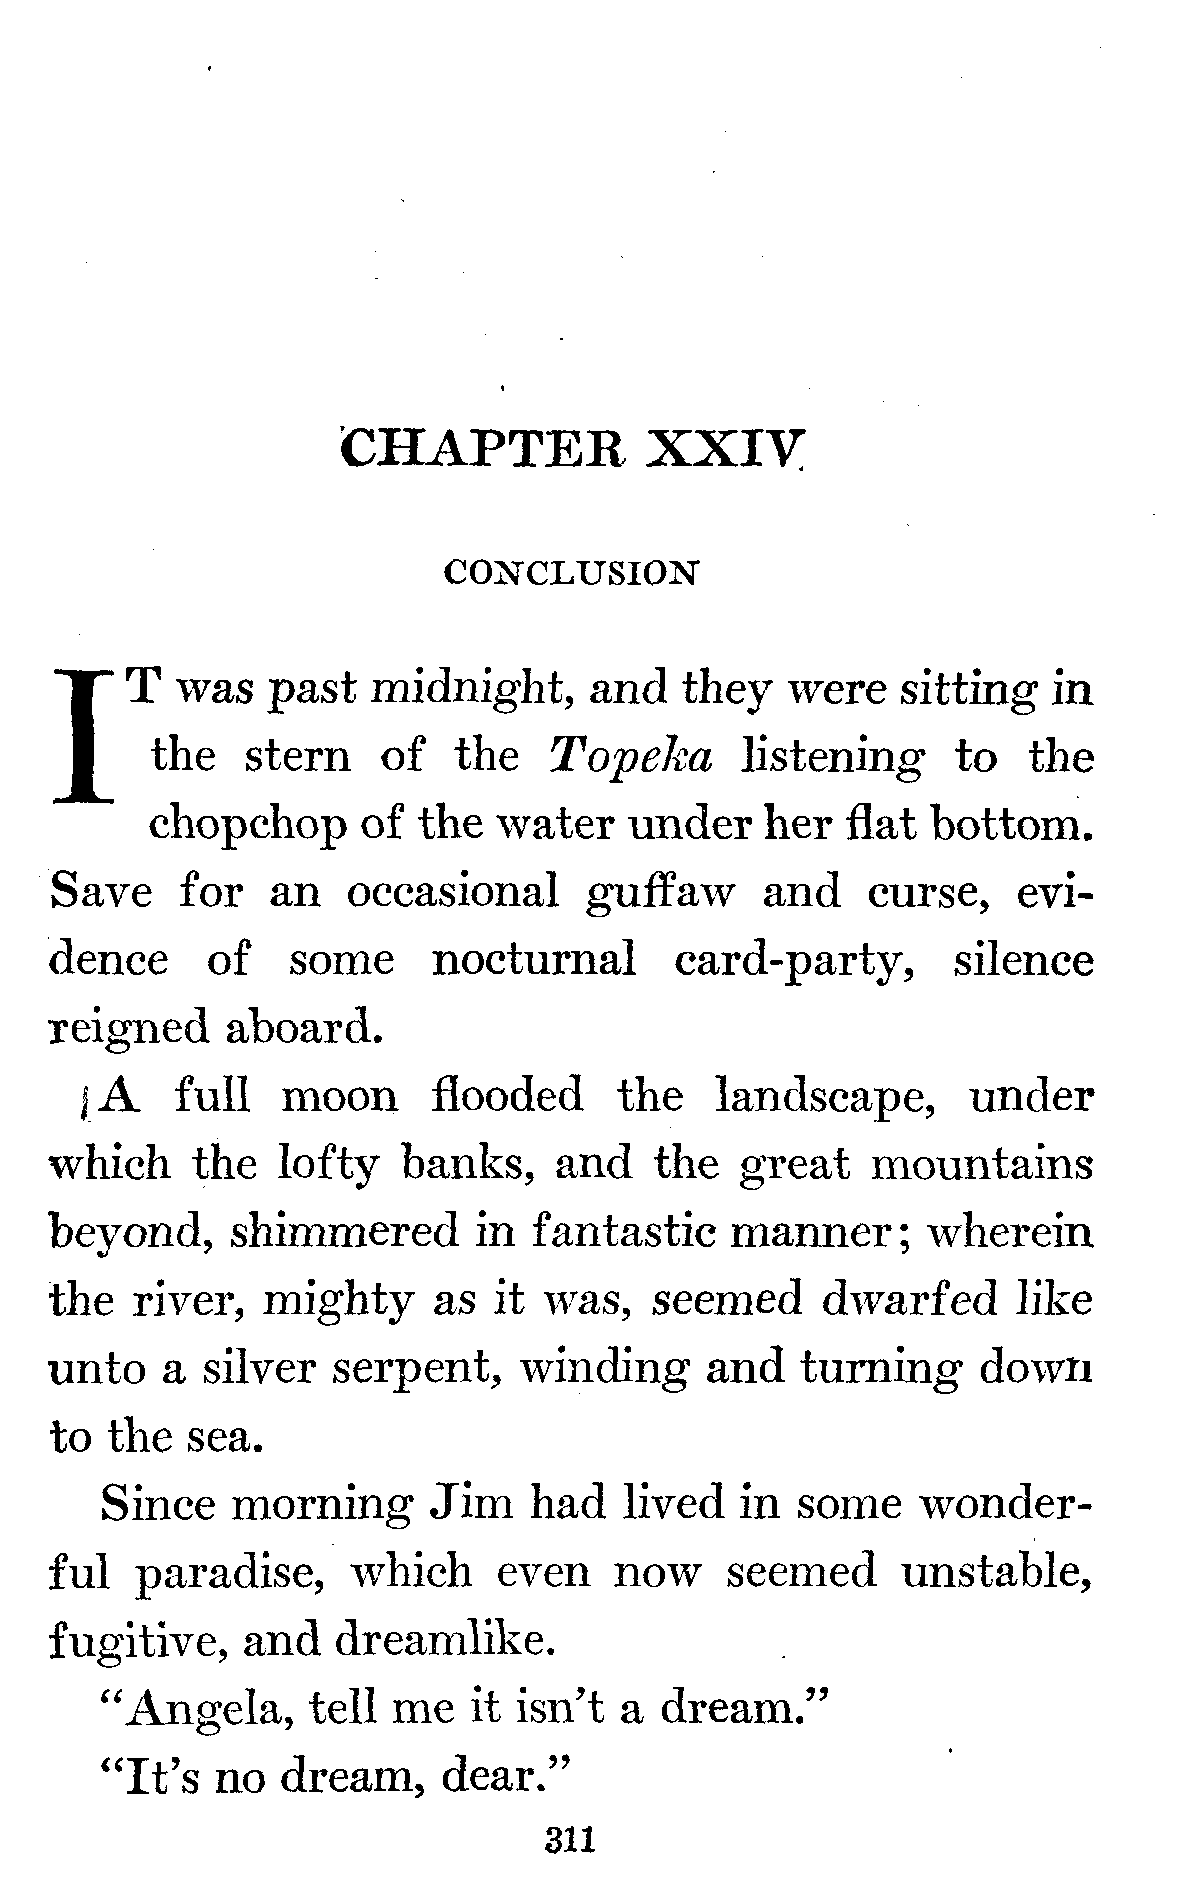 CHAPTER XXIV
CONCLUSION
IT was past midnight, and they were sitting in
the stern of the Topeka listening to the
chopchop of the water under her flat bottom.
Save for an occasional guffaw and curse, evi-
dence of some nocturnal card-party, silence
reigned aboard.
A full moon flooded the landscape, under
which the lofty banks, and the great mountains
beyond, shimmered in fantastic manner; wherein
the river, mighty as it was, seemed dwarfed like
unto a silver serpent, winding and turning down
to the sea.
Since morning Jim had lived in some wonder-
ful paradise, which even now seemed unstable,
fugitive, and dreamlike.
“Angela, tell me it isn’t a dream.”
“It’s no dream, dear.”
311